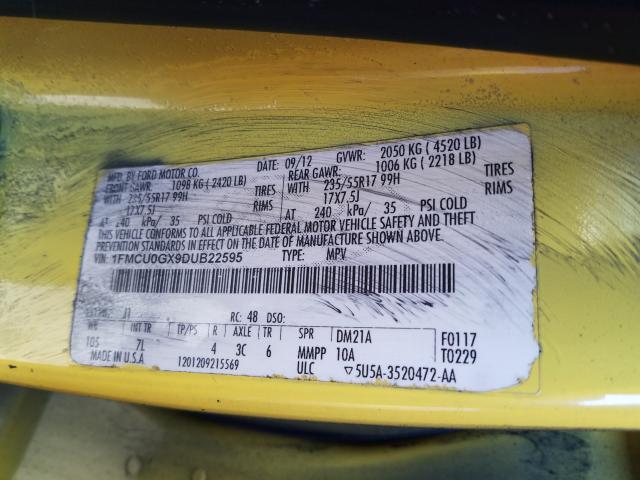 MFD. BY FORD MOTOR CO.
DATE: 09/12 GVWR: 2050 KG ( 4520 LB)
FRONT GAWR: 1098 KG ( 2420 LB) REAR GAWR: 1006 KG ( 2218 LB)
235/55R17 99H TIRES WITH 235/55R17 99H TIRES
17X7.5J RIMS 17X7.5J RIMS
AT 240 kPa/ 35 PSI COLD AT 240 kPa/ 35 PSI COLD
THIS VEHICLE CONFORMS TO ALL APPLICABLE FEDERAL MOTOR VEHICLE SAFETY AND THEFT
PREVENTION STANDARDS IN EFFECT ON THE DATE OF MANUFACTURE SHOWN ABOVE.
VIN: 1FMCU0GX9DUB22595 TYPE: MPV
J1 RC: 48 DSO:
WB INT TR TP/PS R AXLE TR SPR DM21A F0117
105 7L 4 3C 6 MMPP 10A T0229
MADE IN U.S.A 1201209215569 ULC ▽5U5A-3520472-AA